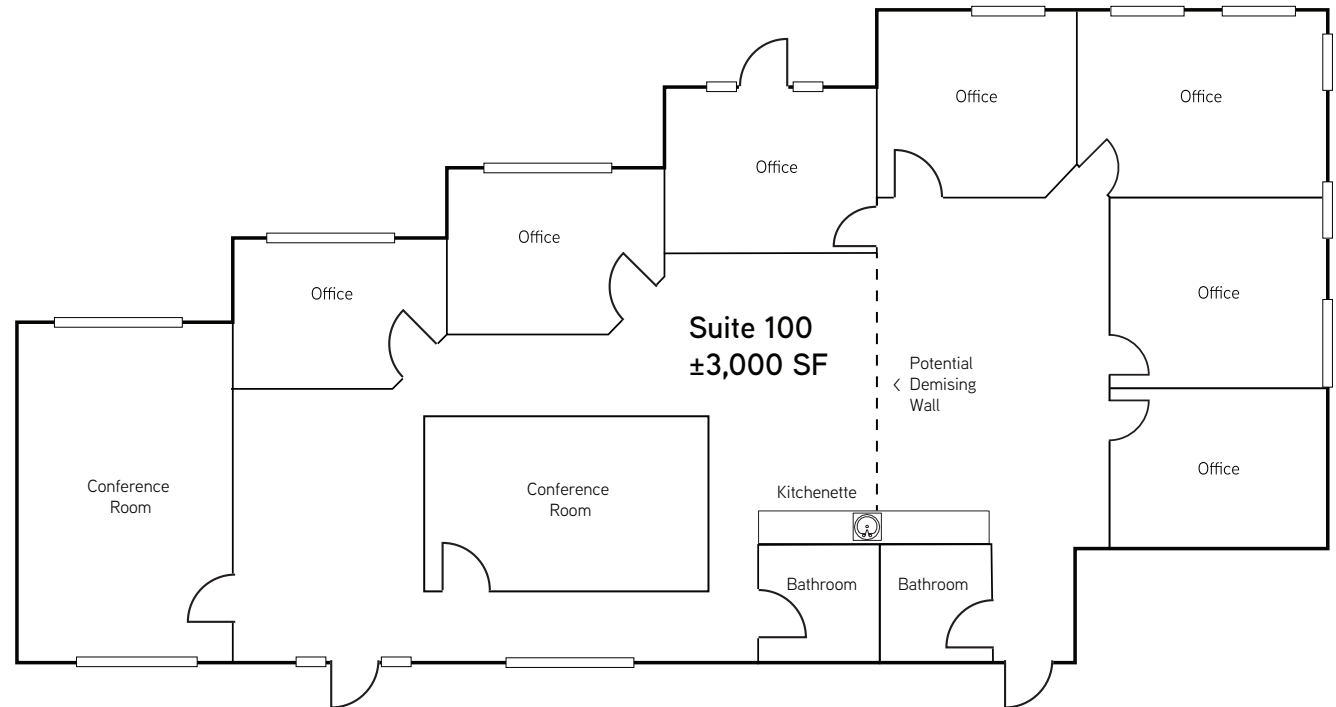 Office
Office
Office
Office
Office
Office
Office
Office
Suite 100
±3,000 SF
Potential
Demising
Wall
Conference
Room
Conference
Room
Kitchenette
Bathroom
Bathroom